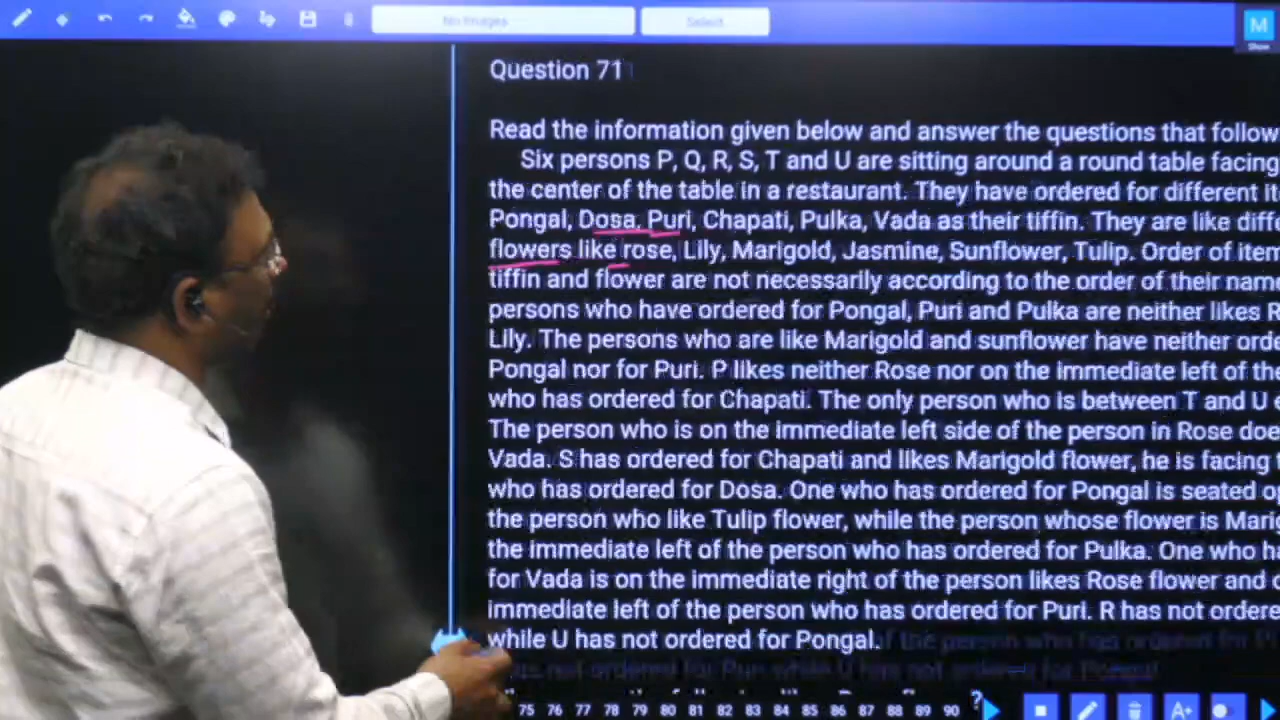 No Images
Select
M
Show
Question 71
Read the information given below and answer the questions that follow
Six persons P, Q, R, S, T and U are sitting around a round table facing
the center of the table in a restaurant. They have ordered for different it
Pongal, Dosa, Puri, Chapati, Pulka, Vada as their tiffin. They are like diff
flowers like rose, Lily, Marigold, Jasmine, Sunflower, Tulip. Order of item
tiffin and flower are not necessarily according to the order of their name
persons who have ordered for Pongal, Puri and Pulka are neither likes R
Lily. The persons who are like Marigold and sunflower have neither orde
Pongal nor for Puri. P likes neither Rose nor on the immediate left of the
who has ordered for Chapati. The only person who is between T and U e
The person who is on the immediate left side of the person in Rose doe
Vada. S has ordered for Chapati and likes Marigold flower, he is facing t
who has ordered for Dosa. One who has ordered for Pongal is seated o
the person who like Tulip flower, while the person whose flower is Marig
the immediate left of the person who has ordered for Pulka. One who ha
for Vada is on the immediate right of the person likes Rose flower and
immediate left of the person who has ordered for Puri. R has not ordere
while U has not ordered for Pongal.
75 76 77 78 79 80 81 82 83 84 85 86 87 88 89 90
A+